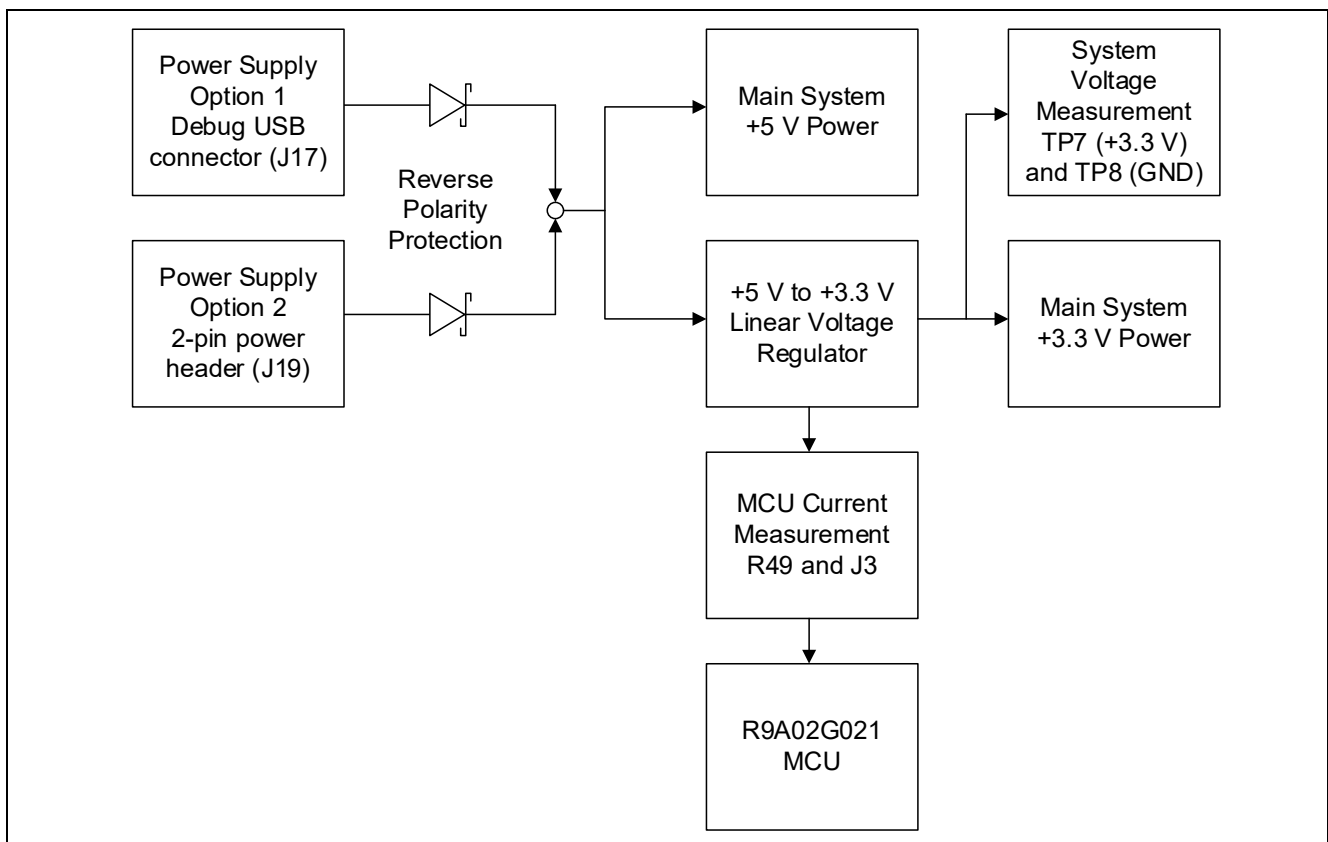 Power Supply
Option 1
Debug USB
connector (J17)
Reverse
Polarity
Protection
Power Supply
Option 2
2-pin power
header (J19)
Main System
+5 V Power
System
Voltage
Measurement
TP7 (+3.3 V)
and TP8 (GND)
+5 V to +3.3 V
Linear Voltage
Regulator
Main System
+3.3 V Power
MCU Current
Measurement
R49 and J3
R9A02G021
MCU